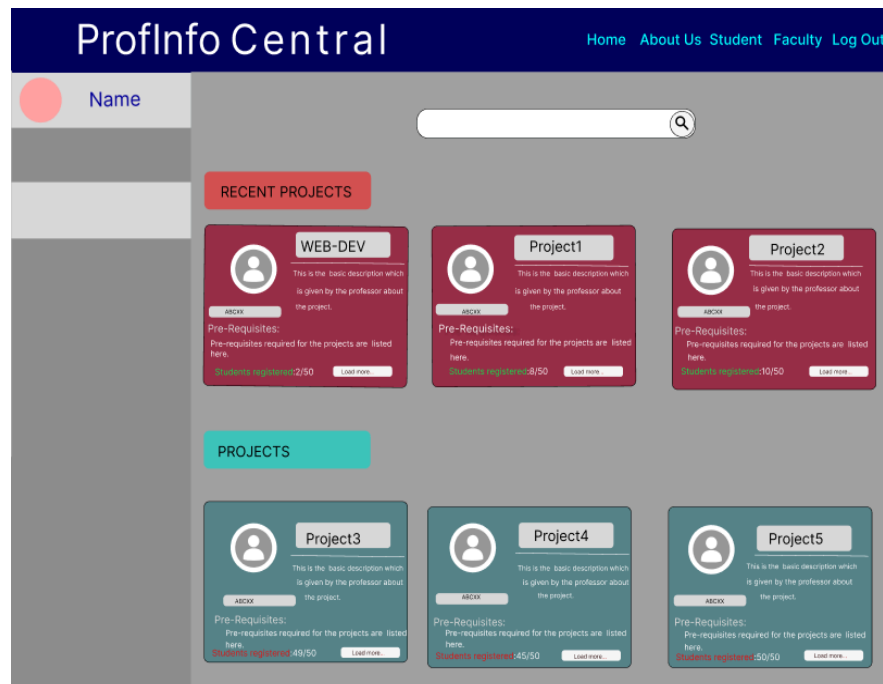 ProfInfo Central
Home About Us Student Faculty Log Out
Name
RECENT PROJECTS
WEB-DEV
This is the basic description which
is given by the professor about
the project.
ABCXX
Pre-Requisites:
Pre-requisites required for the projects are listed
here.
Students registered:2/50
Load more..
Project1
This is the basic description which
is given by the professor about
the project.
ABCXX
Pre-Requisites:
Pre-requisites required for the projects are listed
here.
Students registered:8/50
Load more..
Project2
This is the basic description which
is given by the professor about
the project.
ABCXX
Pre-Requisites:
Pre-requisites required for the projects are listed
here.
Students registered:10/50
Load more..
PROJECTS
Project3
This is the basic description which
is given by the professor about
the project.
ABCXX
Pre-Requisites:
Pre-requisites required for the projects are listed
here.
Students registered:49/50
Load more..
Project4
This is the basic description which
is given by the professor about
the project.
ABCXX
Pre-Requisites:
Pre-requisites required for the projects are listed
here.
Students registered:45/50
Load more..
Project5
This is the basic description which
is given by the professor about
the project.
ABCXX
Pre-Requisites:
Pre-requisites required for the projects are listed
here.
Students registered:50/50
Load more..